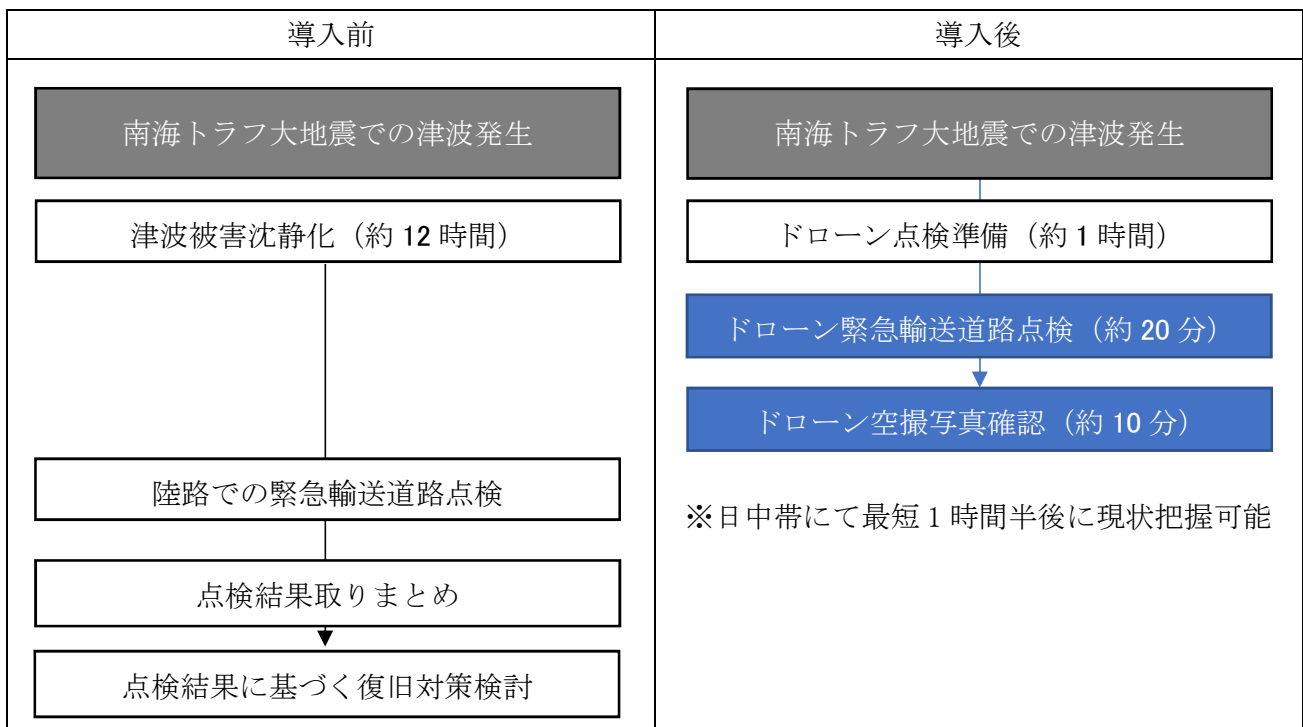 導入前
導入後
南海トラフ大地震での津波発生
津波被害沈静化（約 12 時間）
陸路での緊急輸送道路点検
点検結果取りまとめ
点検結果に基づく復旧対策検討
南海トラフ大地震での津波発生
ドローン点検準備（約 1 時間）
ドローン緊急輸送道路点検（約 20 分）
ドローン空撮写真確認（約 10 分）
※日中帯にて最短 1 時間半後に現状把握可能